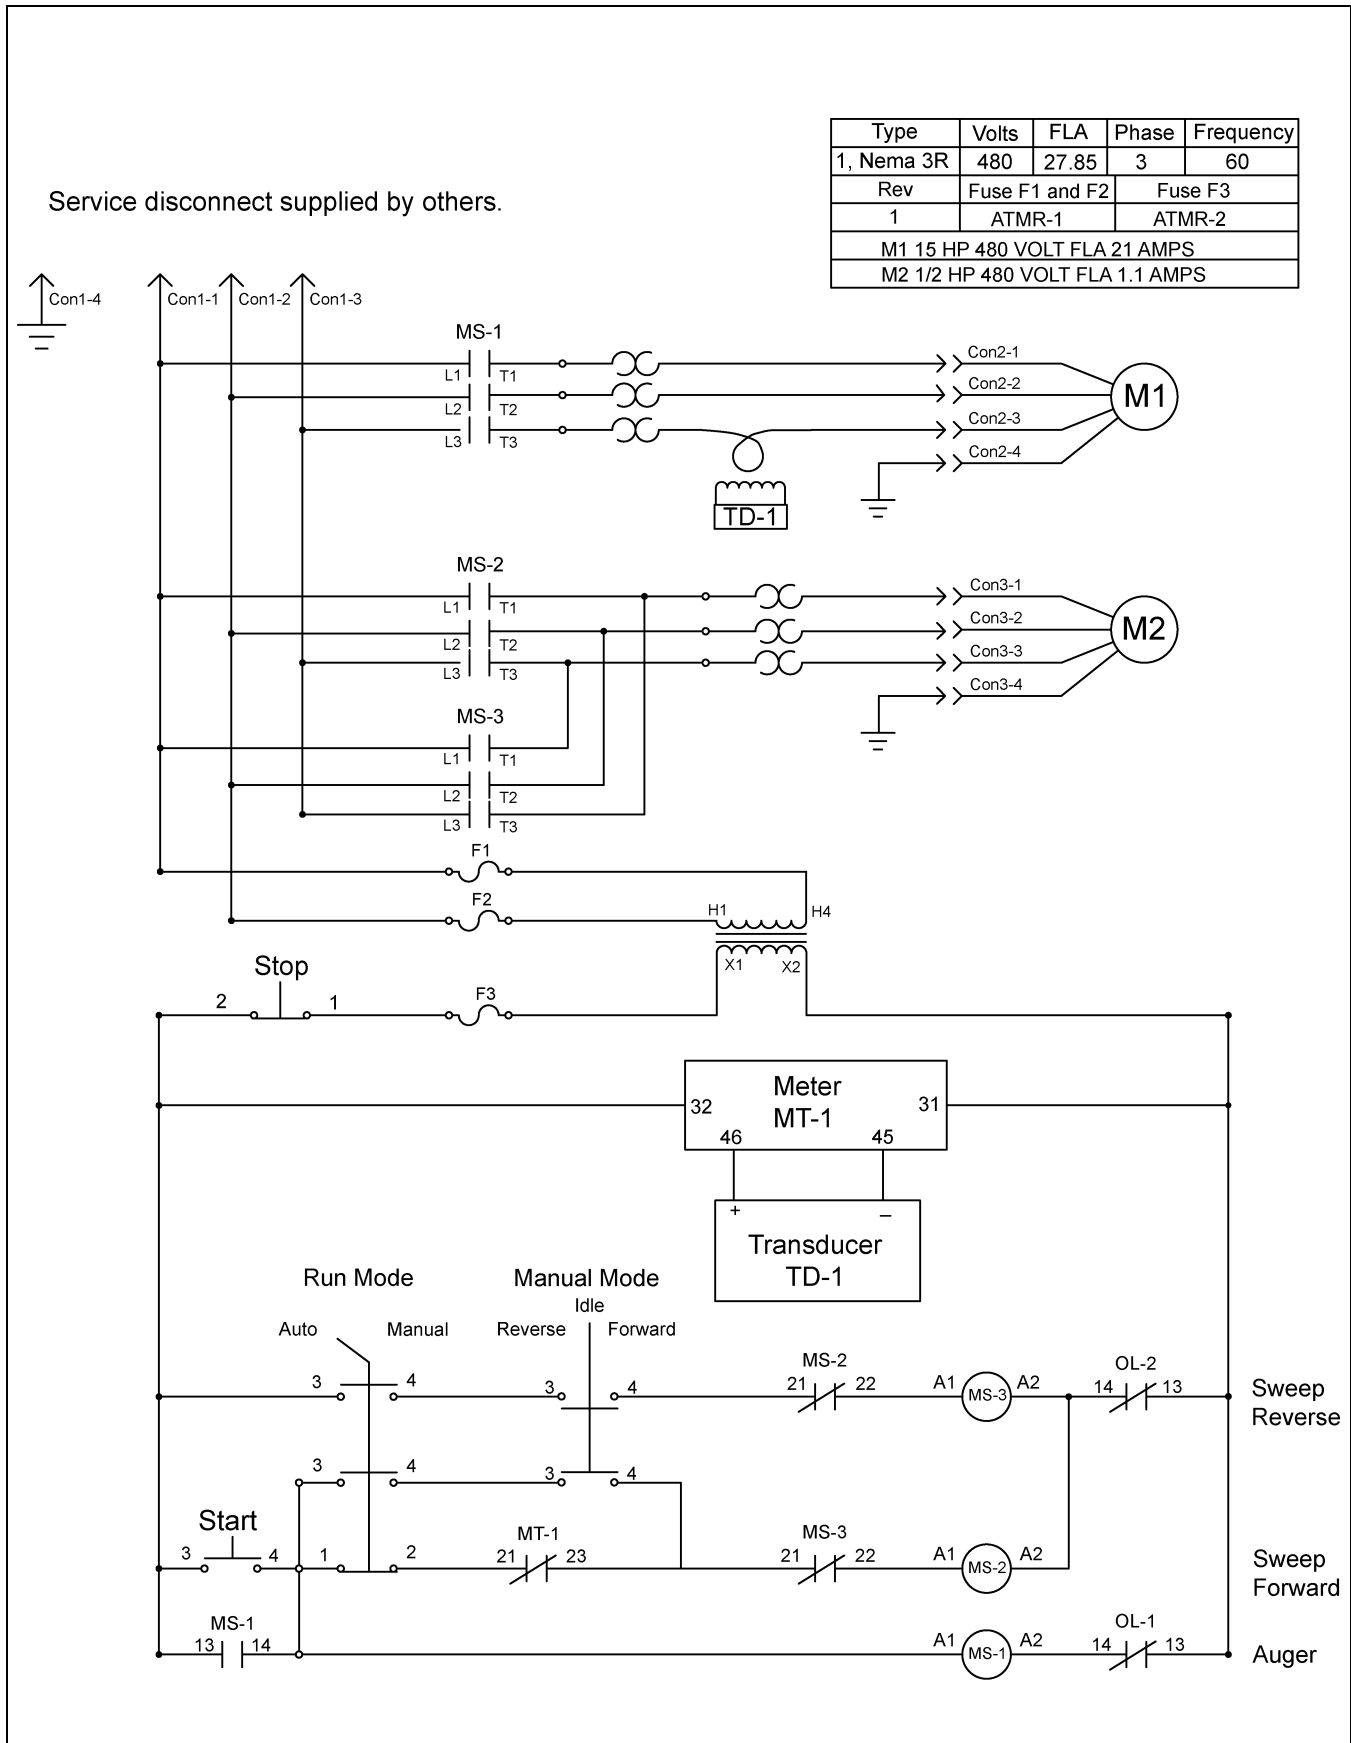 Type Volts FLA Phase Frequency
1, Nema 3R 480 27.85 3 60
Rev Fuse F1 and F2 Fuse F3
1 ATMR-1 ATMR-2
M1 15 HP 480 VOLT FLA 21 AMPS
M2 1/2 HP 480 VOLT FLA 1.1 AMPS
Service disconnect supplied by others.
Con1-4 Con1-1 Con1-2 Con1-3
MS-1
L1 T1 Con2-1
L2 T2 Con2-2
L3 T3 Con2-3
Con2-4
M1
TD-1
MS-2
L1 T1 Con3-1
L2 T2 Con3-2
L3 T3 Con3-3
Con3-4
M2
MS-3
L1 T1
L2 T2
L3 T3
F1
F2
H1 H4
X1 X2
Stop
2 1 F3
Meter
MT-1
32 31
46 45
+ –
Transducer
TD-1
Run Mode Manual Mode
Idle
Auto Manual Reverse Forward
MS-2 OL-2
3 4 3 4 21 22 A1 MS-3 A2 14 13
Sweep
Reverse
3 4 3 4
Start MT-1 MS-3
3 4 1 2 21 23 21 22 A1 MS-2 A2
Sweep
Forward
MS-1 OL-1
13 14 A1 MS-1 A2 14 13 Auger